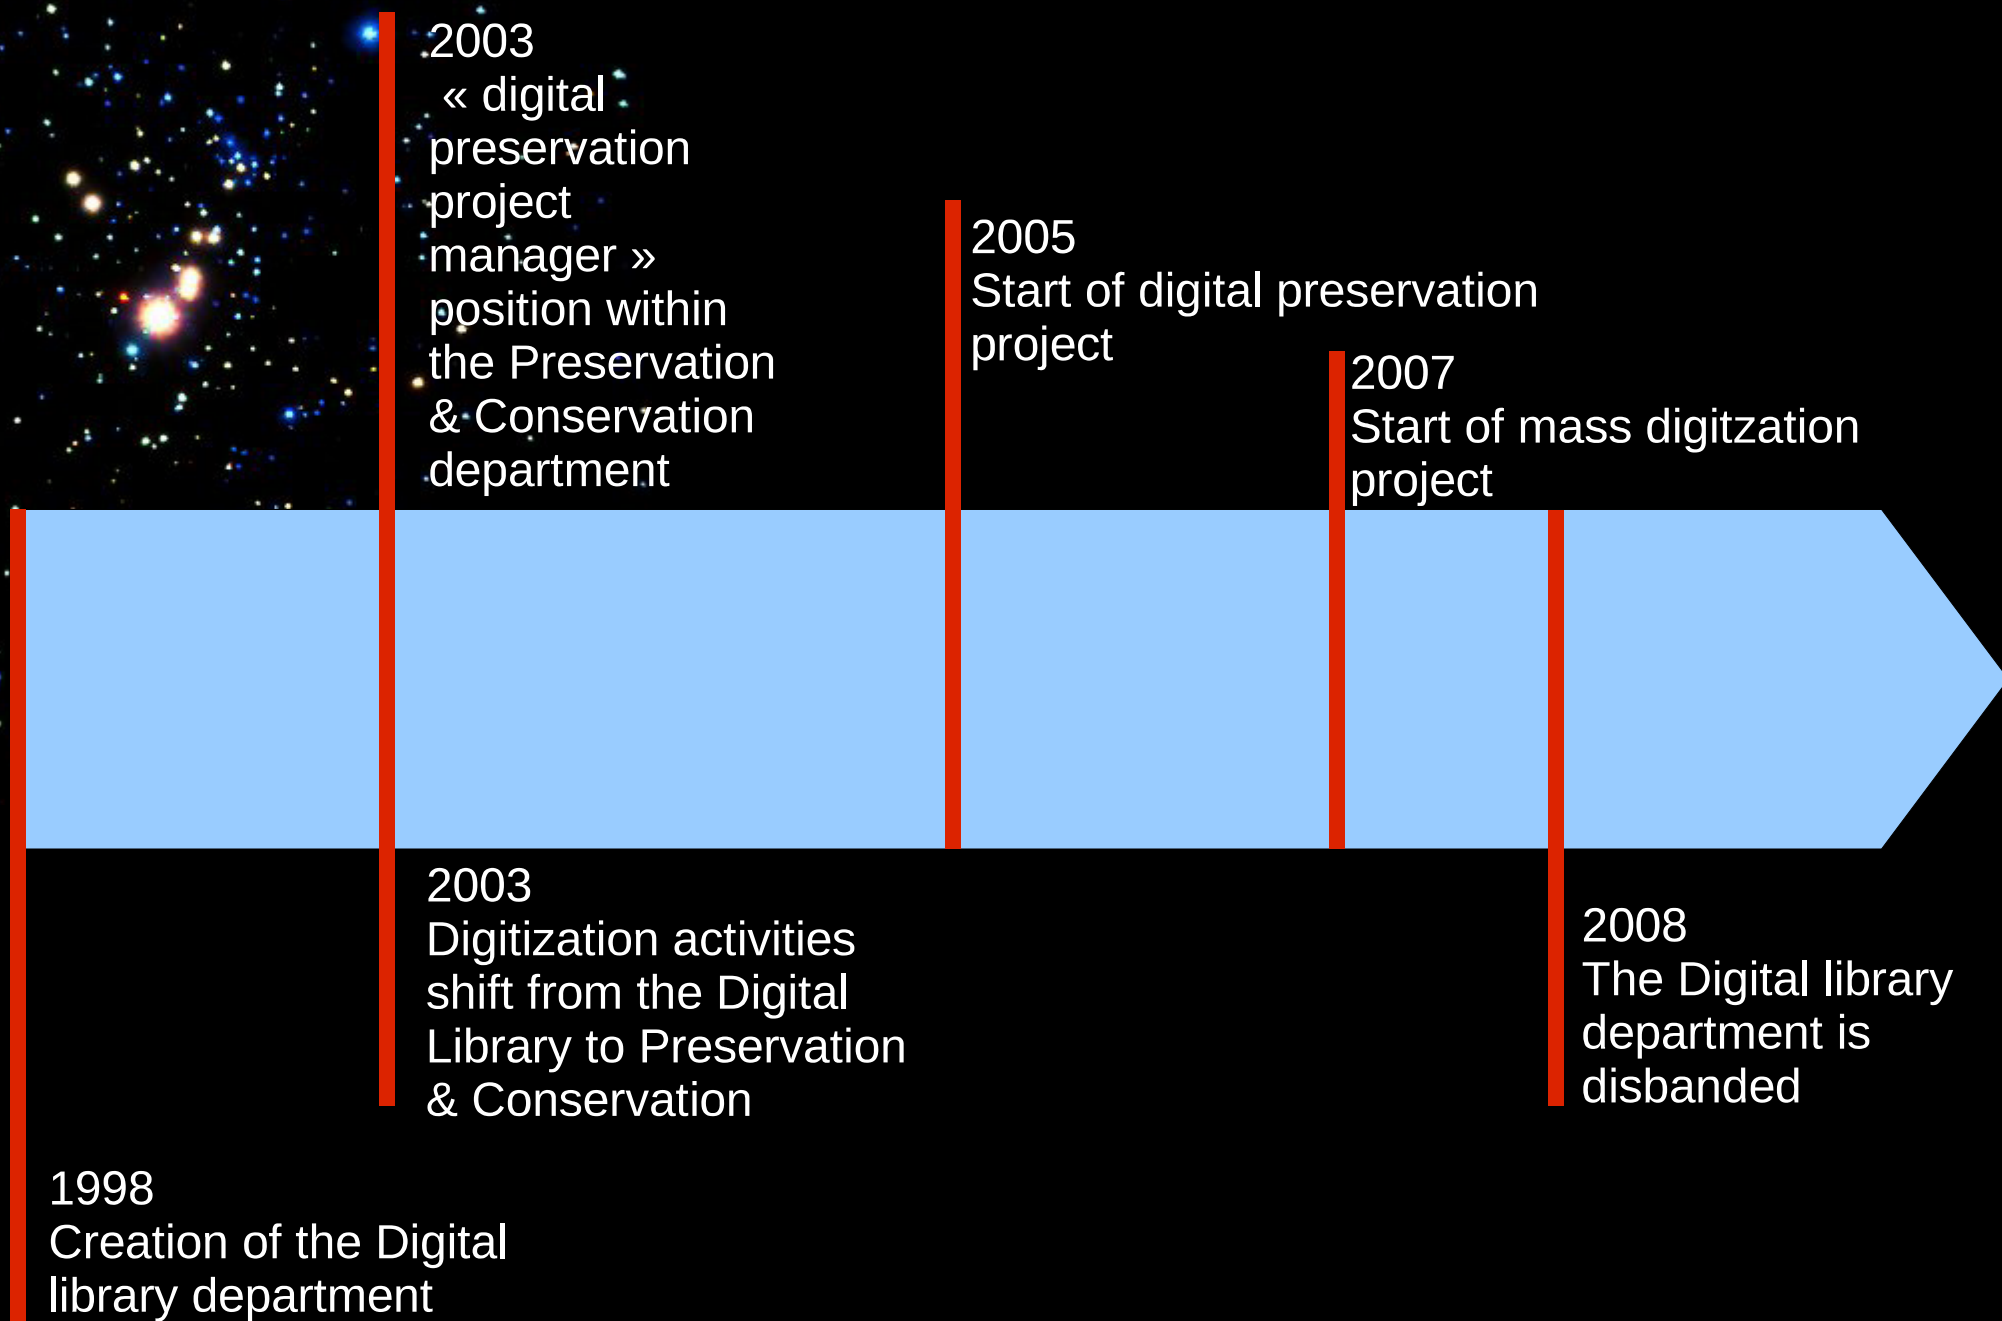 2003
« digital
preservation
project
manager »
position within
the Preservation
& Conservation
department
2005
Start of digital preservation
project
2007
Start of mass digitzation
project
2003
Digitization activities
shift from the Digital
Library to Preservation
& Conservation
2008
The Digital library
department is
disbanded
1998
Creation of the Digital
library department